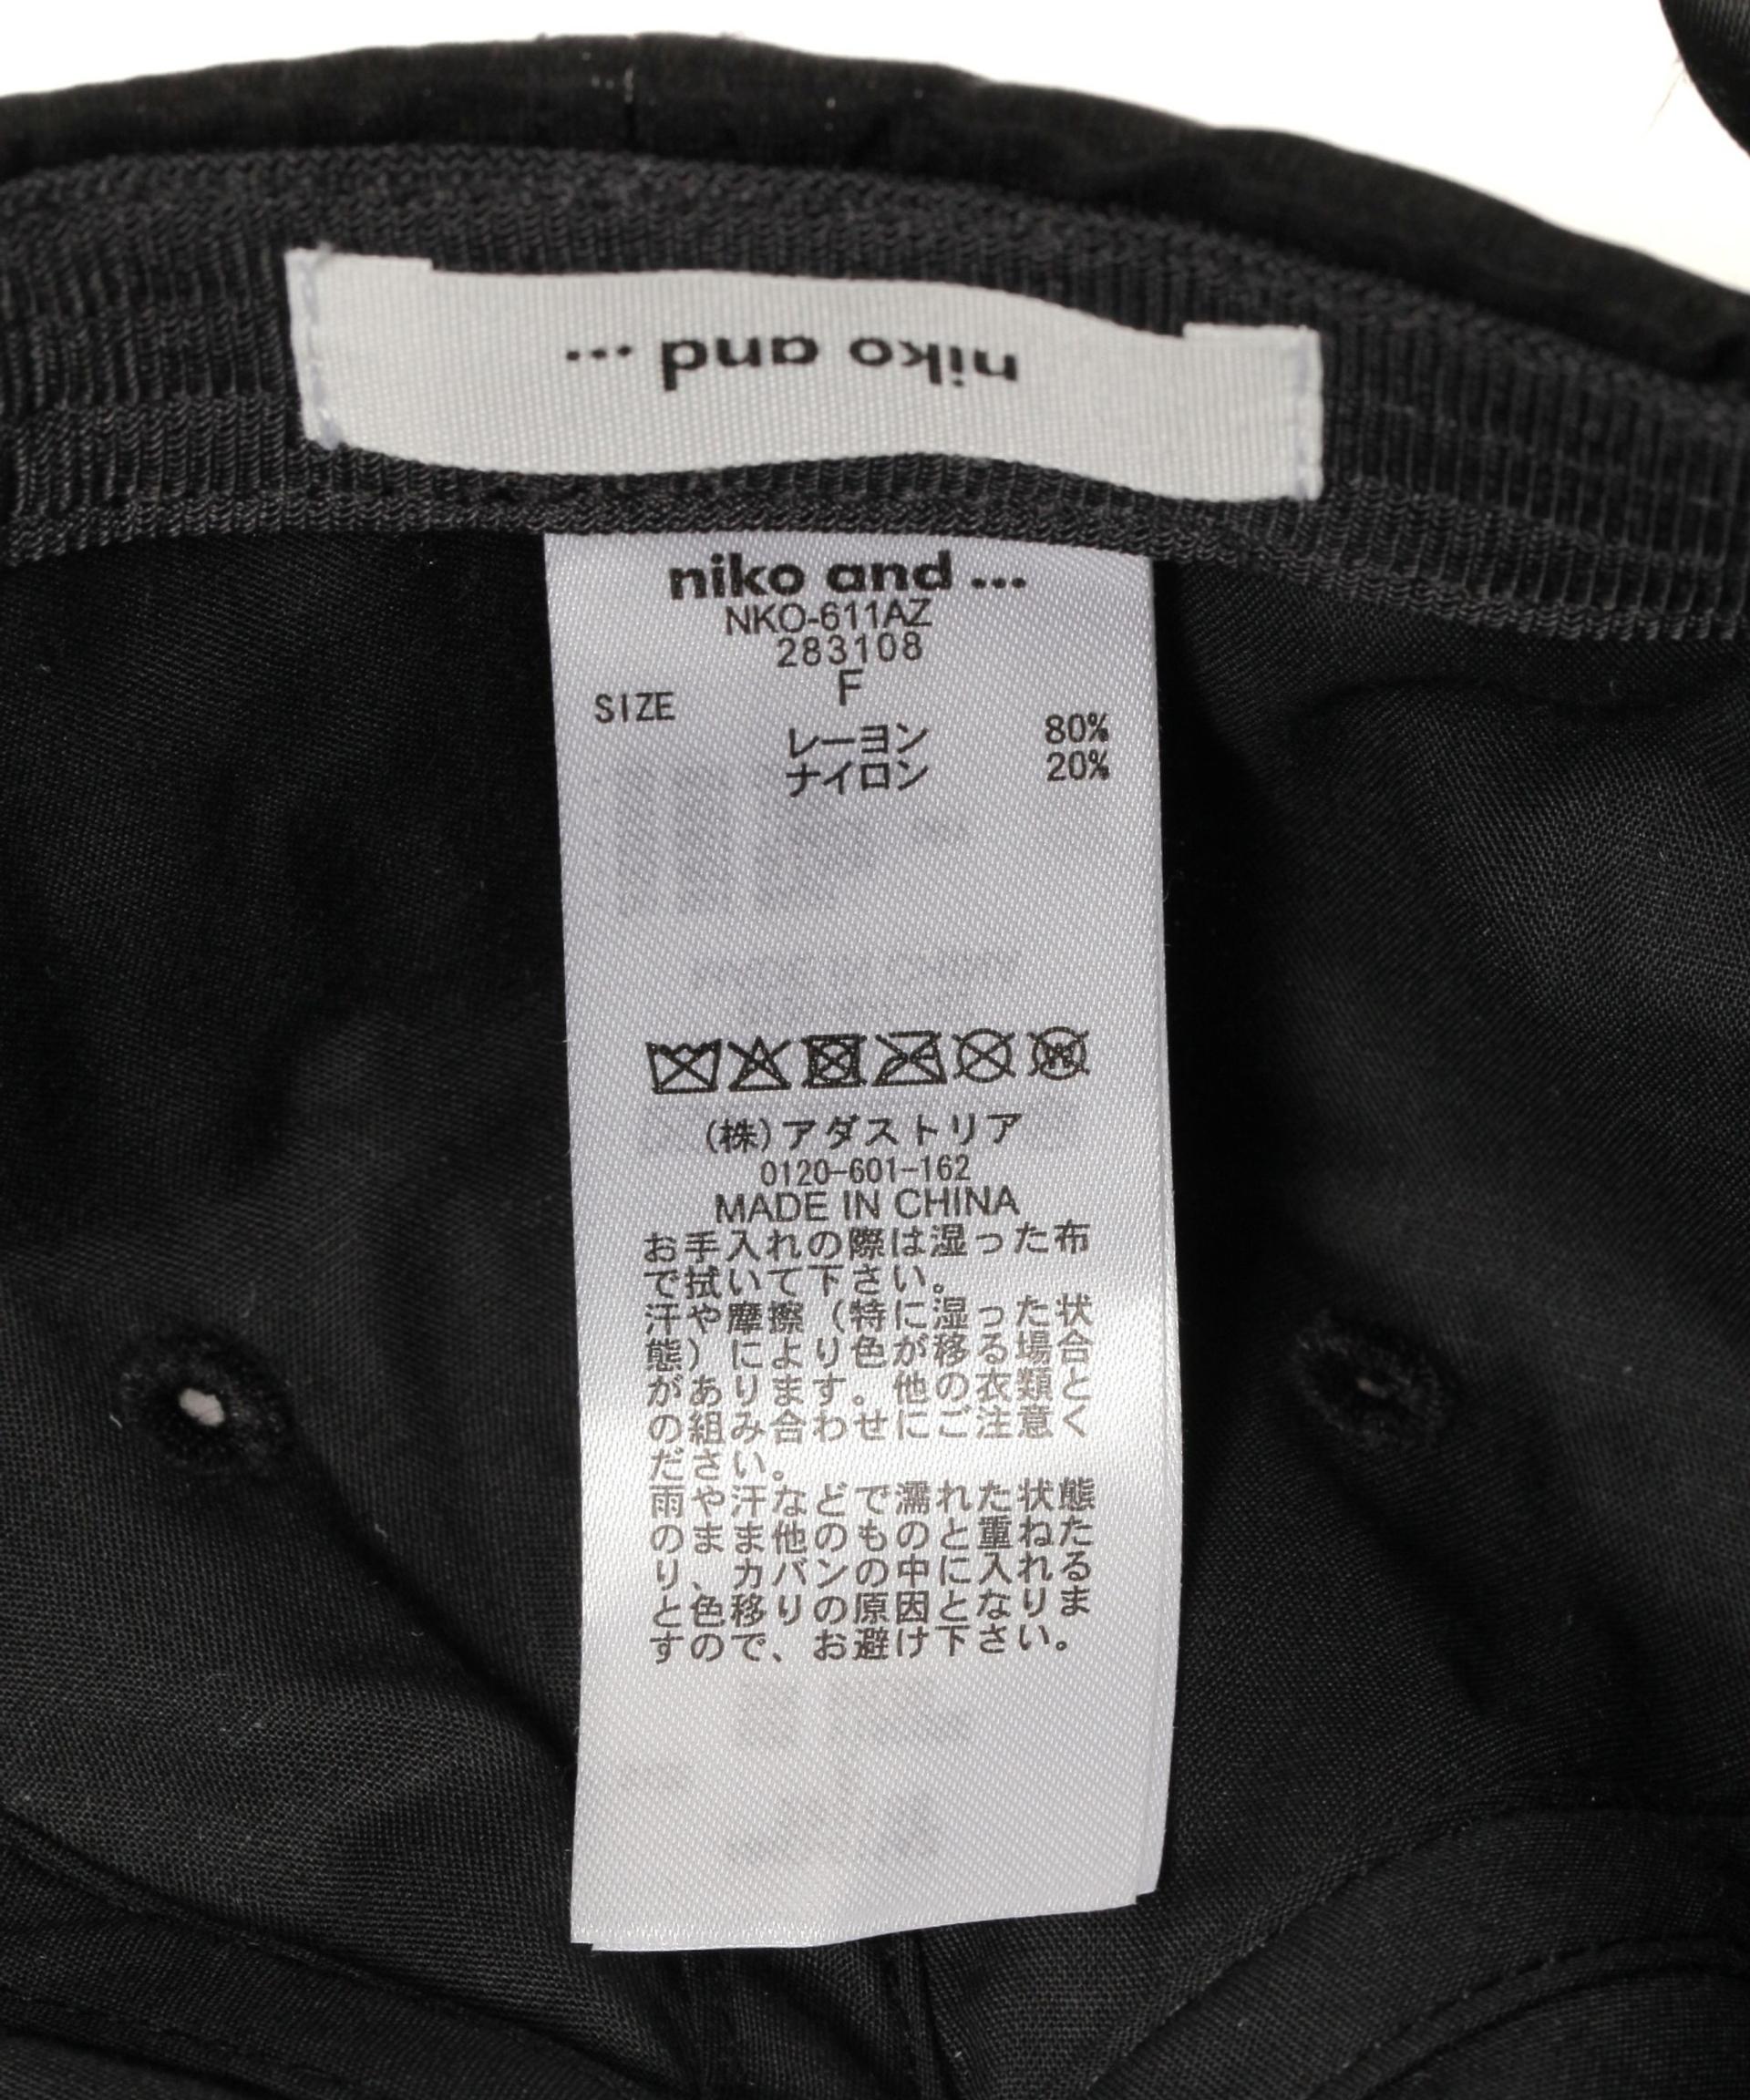 niko and ...
niko and ...
NKO-611AZ
283108
SIZE F
レーヨン 80%
ナイロン 20%
(株)アダストリア
0120-601-162
MADE IN CHINA
お手入れの際は湿った布
で拭いて下さい。
汗や摩擦(特に湿った状
態)により色が移る場合
があります。他の衣類と
の組み合わせにご注意く
ださい。
雨や汗などで濡れた状態
のまま他のものと重ねた
り、カバンの中に入れる
と色移りの原因となりま
すので、お避け下さい。